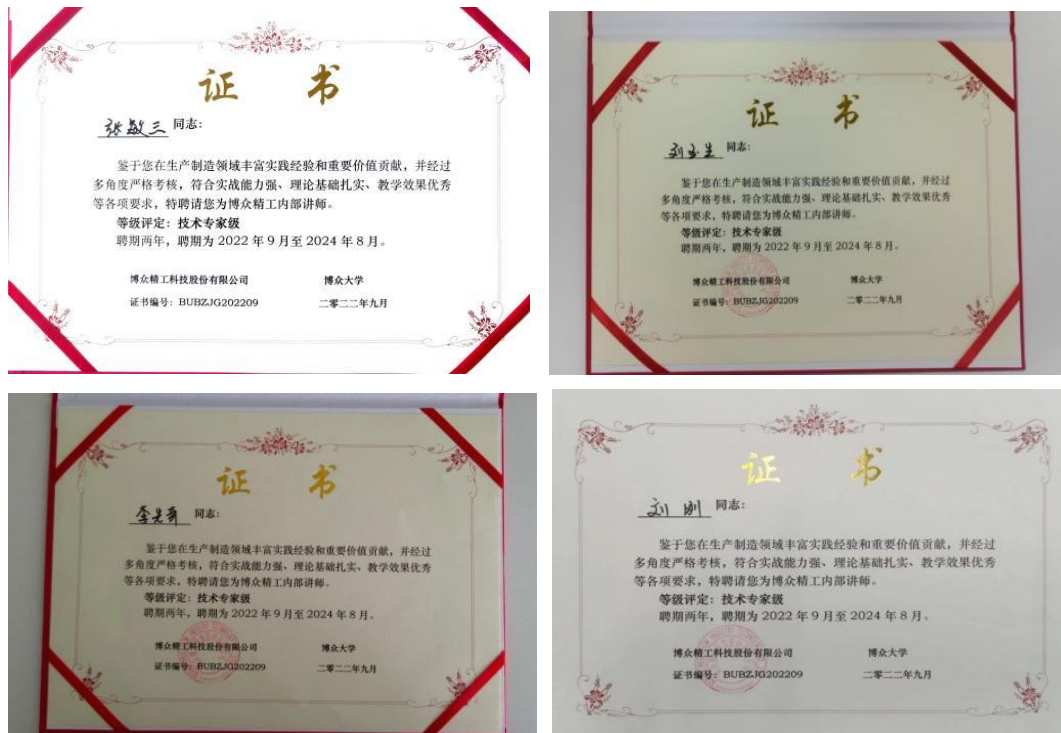 证 书
张敏三 同志：
鉴于您在生产制造领域丰富实践经验和重要价值贡献，并经过
多角度严格考核，符合实战能力强、理论基础扎实、教学效果优秀
等各项要求，特聘请您为博众精工内部讲师。
等级评定：技术专家级
聘期两年，聘期为 2022 年 9 月至 2024 年 8 月。
博众精工科技股份有限公司 博众大学
证书编号：BUBZJG202209 二零二二年九月
证 书
刘玉生 同志：
鉴于您在生产制造领域丰富实践经验和重要价值贡献，并经过
多角度严格考核，符合实战能力强、理论基础扎实、教学效果优秀
等各项要求，特聘请您为博众精工内部讲师。
等级评定：技术专家级
聘期两年，聘期为 2022 年 9 月至 2024 年 8 月。
博众精工科技股份有限公司 博众大学
证书编号：BUBZJG202209 二零二二年九月
证 书
同志：
鉴于您在生产制造领域丰富实践经验和重要价值贡献，并经过
多角度严格考核，符合实战能力强、理论基础扎实、教学效果优秀
等各项要求，特聘请您为博众精工内部讲师。
等级评定：技术专家级
聘期两年，聘期为 2022 年 9 月至 2024 年 8 月。
博众精工科技股份有限公司 博众大学
证书编号：BUBZJG202209 二零二二年九月
证 书
刘 刚 同志：
鉴于您在生产制造领域丰富实践经验和重要价值贡献，并经过
多角度严格考核，符合实战能力强、理论基础扎实、教学效果优秀
等各项要求，特聘请您为博众精工内部讲师。
等级评定：技术专家级
聘期两年，聘期为 2022 年 9 月至 2024 年 8 月。
博众精工科技股份有限公司 博众大学
证书编号：BUBZJG202209 二零二二年九月